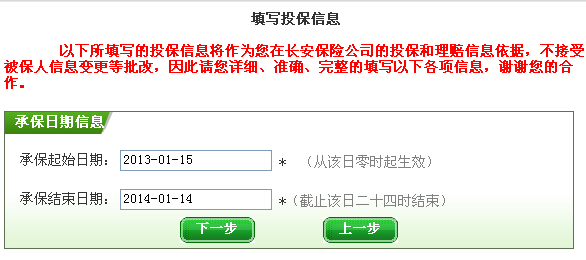 填写投保信息
以下所填写的投保信息将作为您在长安保险公司的投保和理赔信息依据，不接受
被保人信息变更等批改，因此请您详细、准确、完整的填写以下各项信息，谢谢您的合
作。
承保日期信息
承保起始日期： 2013-01-15 * （从该日零时起生效）
承保结束日期： 2014-01-14 *（截止该日二十四时结束）
下一步 上一步